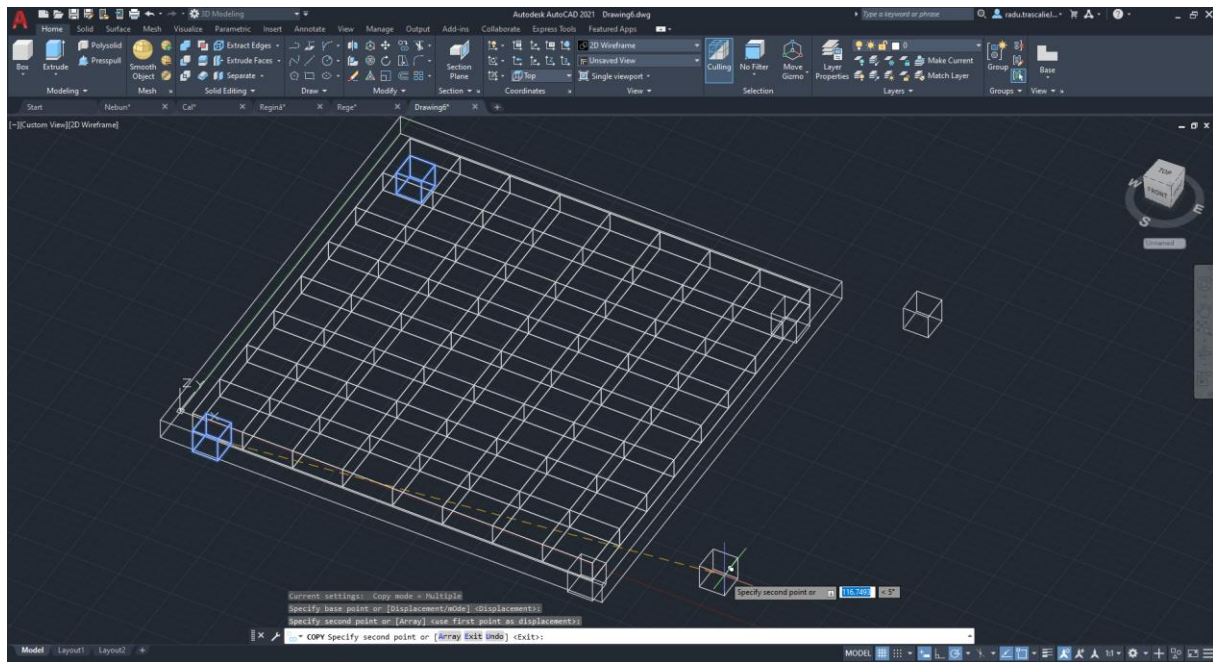 3D Modeling
Autodesk AutoCAD 2021 Drawing6.dwg
Type a keyword or phrase
radu.trascaliel...
Home Solid Surface Mesh Visualize Parametric Insert Annotate View Manage Output Add-ins Collaborate Express Tools Featured Apps
Polysolid
Extract Edges
2D Wireframe
0
Box
Extrude
Presspull
Smooth
Object
Extrude Faces
Section
Plane
Unsaved View
Culling
No Filter
Move
Gizmo
Layer
Properties
Make Current
Group
Base
Separate
Top
Single viewport
Match Layer
Modeling
Mesh
Solid Editing
Draw
Modify
Section
Coordinates
View
Selection
Layers
Groups
View
Start
Nebun*
Cal*
Regină*
Rege*
Drawing6*
[−][Custom View][2D Wireframe]
TOP
W
FRONT
E
S
Unnamed
Z
Y
X
Specify second point or
116.7493
< 5°
Current settings: Copy mode = Multiple
Specify base point or [Displacement/mOde] <Displacement>:
Specify second point or [Array] <use first point as displacement>:
COPY Specify second point or [Array Exit Undo] <Exit>:
Model Layout1 Layout2 +
MODEL
1:1